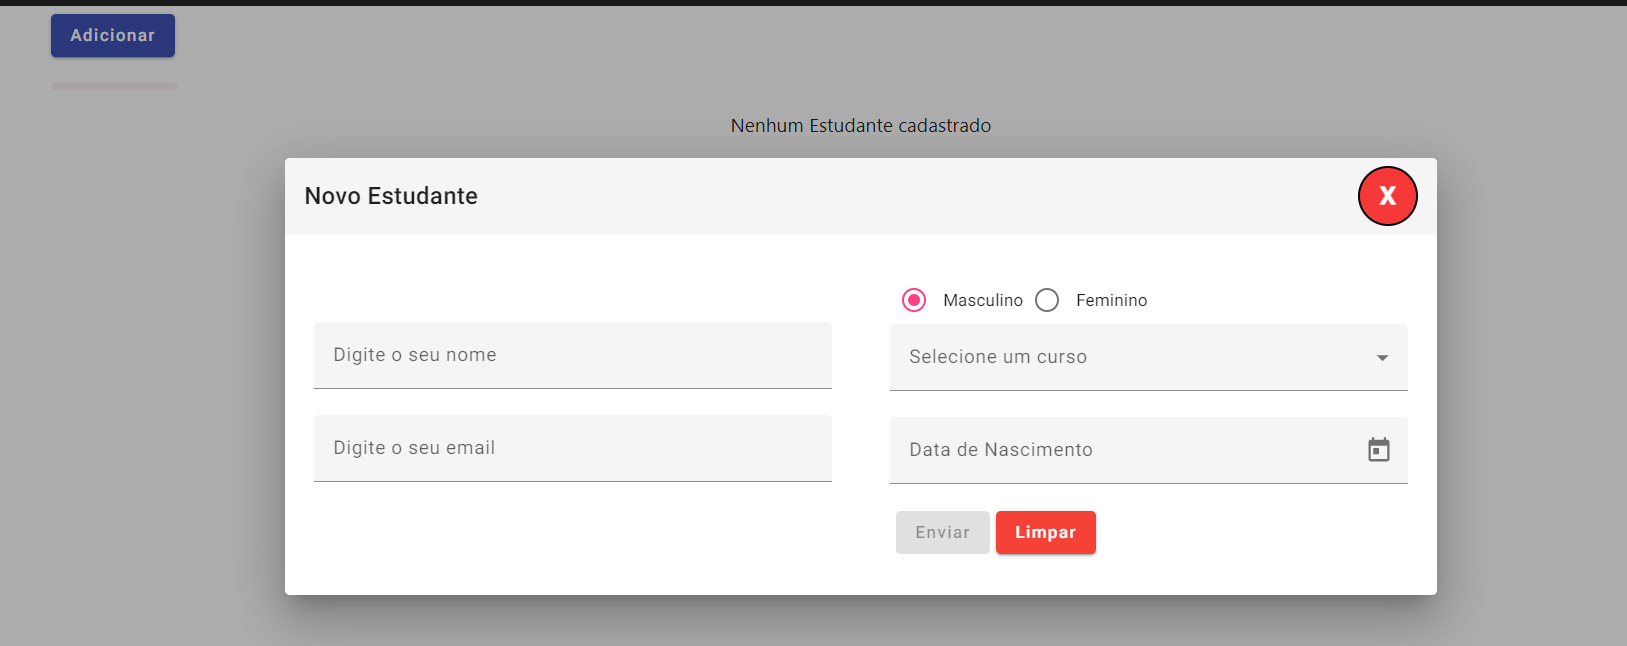 Adicionar
Nenhum Estudante cadastrado
Novo Estudante
X
Masculino Feminino
Digite o seu nome
Selecione um curso
Digite o seu email
Data de Nascimento
Enviar Limpar